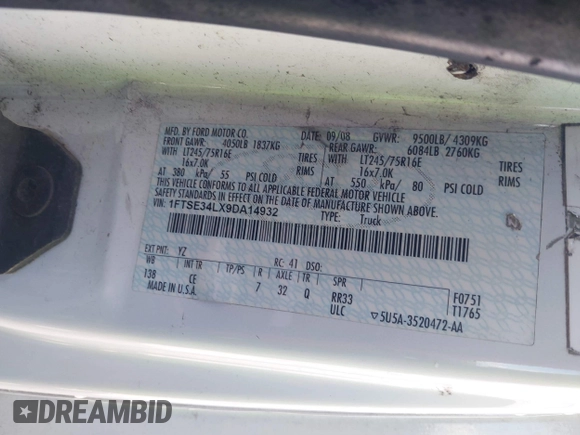 MFD. BY FORD MOTOR CO.
DATE: 09/08 GVWR: 9500LB/ 4309KG
FRONT GAWR: 4050LB 1837KG
REAR GAWR: 6084LB 2760KG
WITH LT245/75R16E TIRES
WITH LT245/75R16E TIRES
16x7.0K RIMS
16x7.0K RIMS
AT 380 kPa/ 55 PSI COLD
AT 550 kPa/ 80 PSI COLD
THIS VEHICLE CONFORMS TO ALL APPLICABLE FEDERAL MOTOR VEHICLE
SAFETY STANDARDS IN EFFECT ON THE DATE OF MANUFACTURE SHOWN ABOVE.
VIN: 1FTSE34LX9DA14932
TYPE: Truck
EXT PNT: YZ RC: 41 DSO:
WB INT TR TP/PS R AXLE TR SPR
138 CE 7 32 Q RR33 F0751
MADE IN U.S.A. ULC T1765
5U5A-3520472-AA
DREAMBID